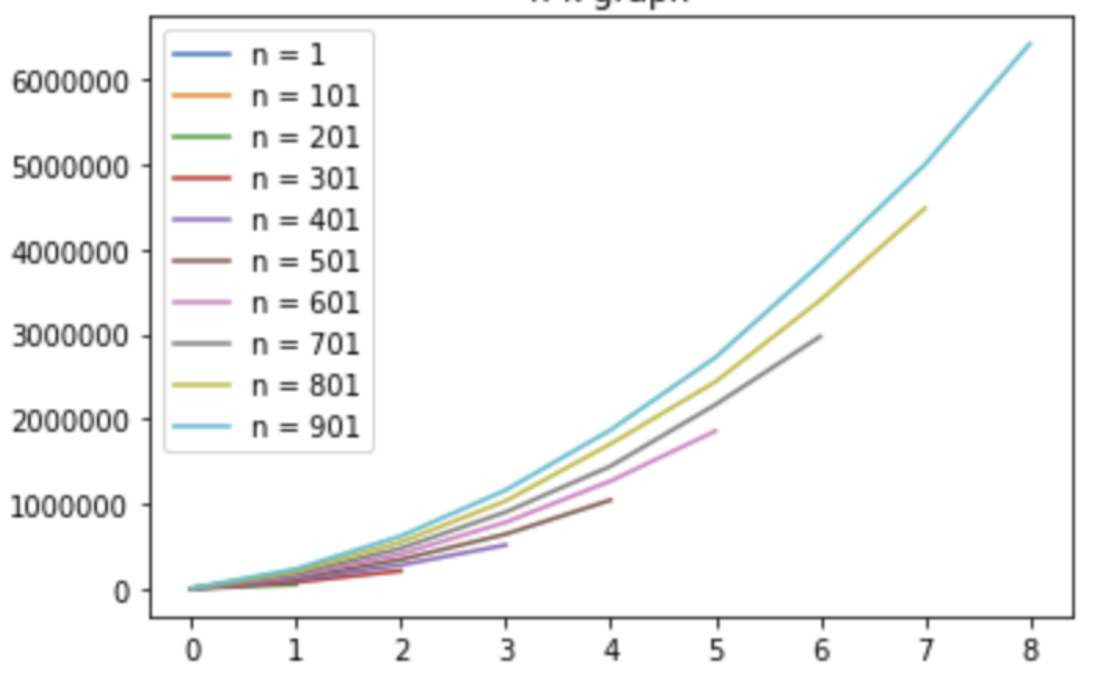 graph
n = 1
n = 101
n = 201
n = 301
n = 401
n = 501
n = 601
n = 701
n = 801
n = 901
6000000
5000000
4000000
3000000
2000000
1000000
0
0 1 2 3 4 5 6 7 8